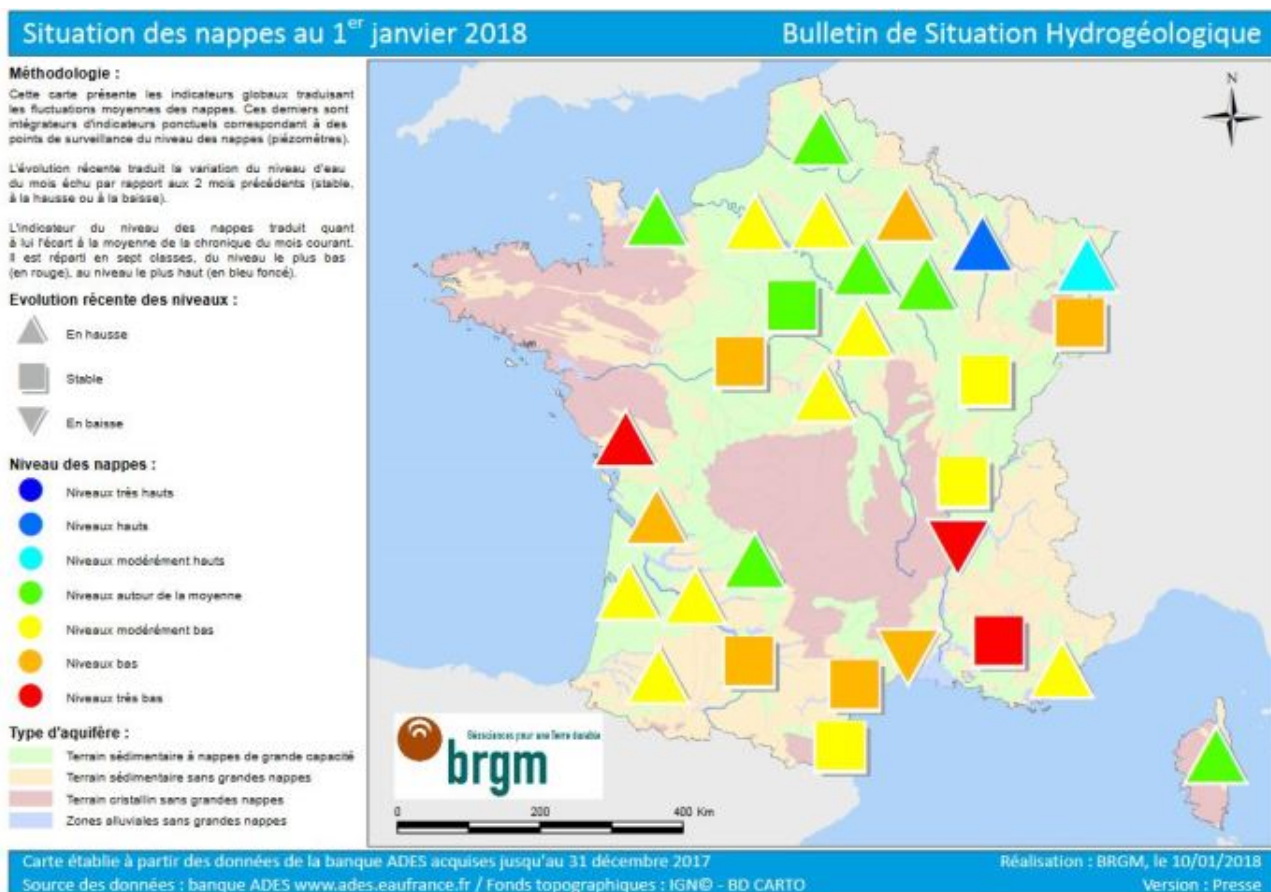 Situation des nappes au 1er janvier 2018
Bulletin de Situation Hydrogéologique
Méthodologie :
Cette carte présente les indicateurs globaux traduisant
les fluctuations moyennes des nappes. Ces derniers sont
intégrateurs d'indicateurs ponctuels correspondant à des
points de surveillance du niveau des nappes (piézomètres).
L'évolution récente traduit la variation du niveau d'eau
du mois échu par rapport aux 2 mois précédents (stable,
à la hausse ou à la baisse).
L'indicateur du niveau des nappes traduit quant
à lui l'écart à la moyenne de la chronique du mois courant.
Il est réparti en sept classes, du niveau le plus bas
(en rouge), au niveau le plus haut (en bleu foncé).
Evolution récente des niveaux :
En hausse
Stable
En baisse
Niveau des nappes :
Niveaux très hauts
Niveaux hauts
Niveaux modérément hauts
Niveaux autour de la moyenne
Niveaux modérément bas
Niveaux bas
Niveaux très bas
Type d'aquifère :
Terrain sédimentaire à nappes de grande capacité
Terrain sédimentaire sans grandes nappes
Terrain cristallin sans grandes nappes
Zones alluviales sans grandes nappes
N
Géosciences pour une Terre durable
brgm
0 200 400 Km
Carte établie à partir des données de la banque ADES acquises jusqu'au 31 décembre 2017
Réalisation : BRGM, le 10/01/2018
Source des données : banque ADES www.ades.eaufrance.fr / Fonds topographiques : IGN© - BD CARTO
Version : Presse